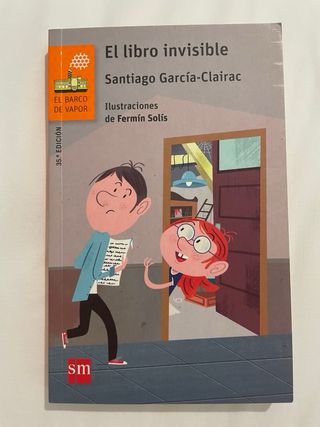 El libro invisible
Santiago García-Clairac
Ilustraciones
de Fermín Solís
EL BARCO
DE VAPOR
35.ª EDICIÓN
sm